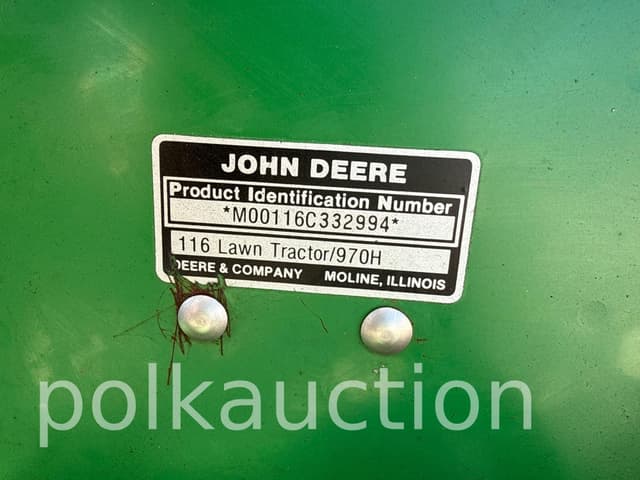 JOHN DEERE
Product Identification Number
*M00116C332994*
116 Lawn Tractor/970H
DEERE & COMPANY MOLINE, ILLINOIS
polkauction